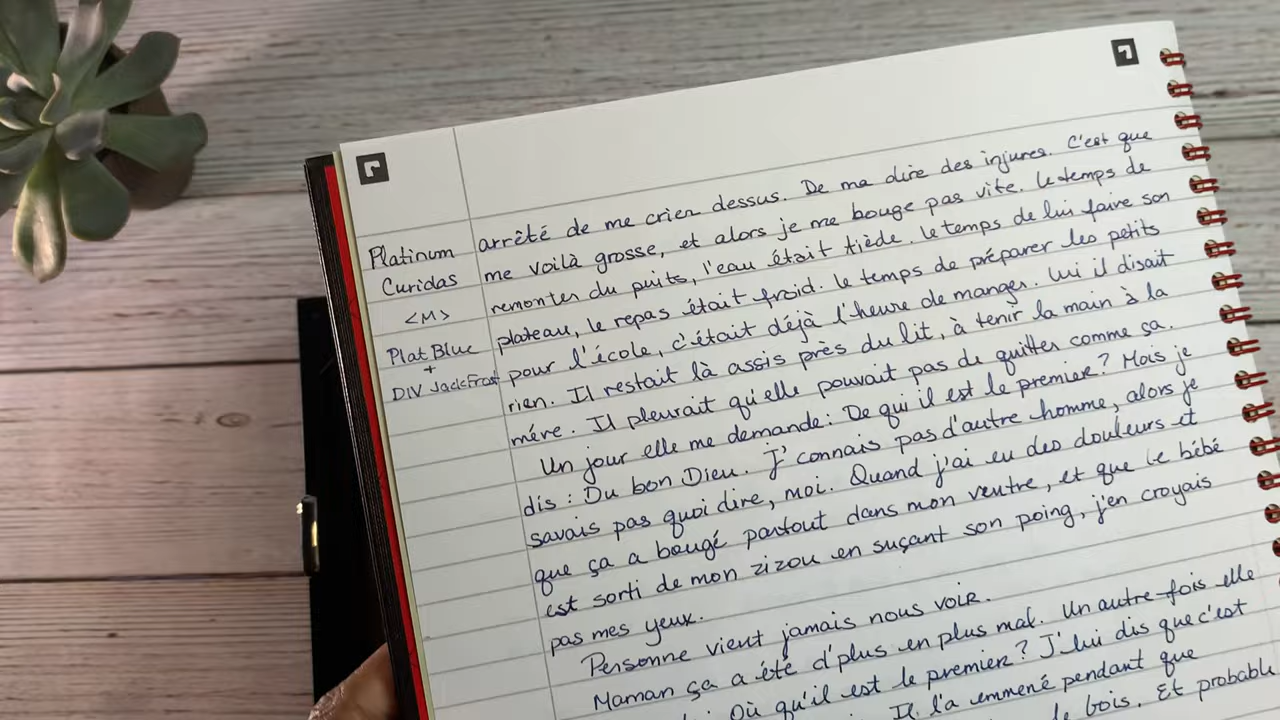 Platinum
Curidas
<M>
Plat Blue
+
DIV Jack Frost
arrêté de me crier dessus. De ma dire des injures. C'est que
me voilà grosse, et alors je me bouge pas vite. Le temps de
remonter du puits, l'eau était tiède. Le temps de lui faire son
plateau, le repas était froid. Le temps de préparer les petits
pour l'école, c'était déjà l'heure de manger. Lui il disait
rien. Il restait là assis près du lit, à tenir la main à la
mère. Il pleurait qu'elle pouvait pas de quitter comme ça.
Un jour elle me demande: De qui il est le premier? Mais je
dis : Du bon Dieu. J'connais pas d'autre homme, alors je
savais pas quoi dire, moi. Quand j'ai eu des douleurs et
que ça a bougé partout dans mon ventre, et que le bébé
est sorti de mon zizou en suçant son poing, j'en croyais
pas mes yeux.
Personne vient jamais nous voir.
Maman ça a été d'plus en plus mal. Un autre fois elle
Où qu'il est le premier? J'lui dis que c'est
Il l'a emmené pendant que
bois. Et probable